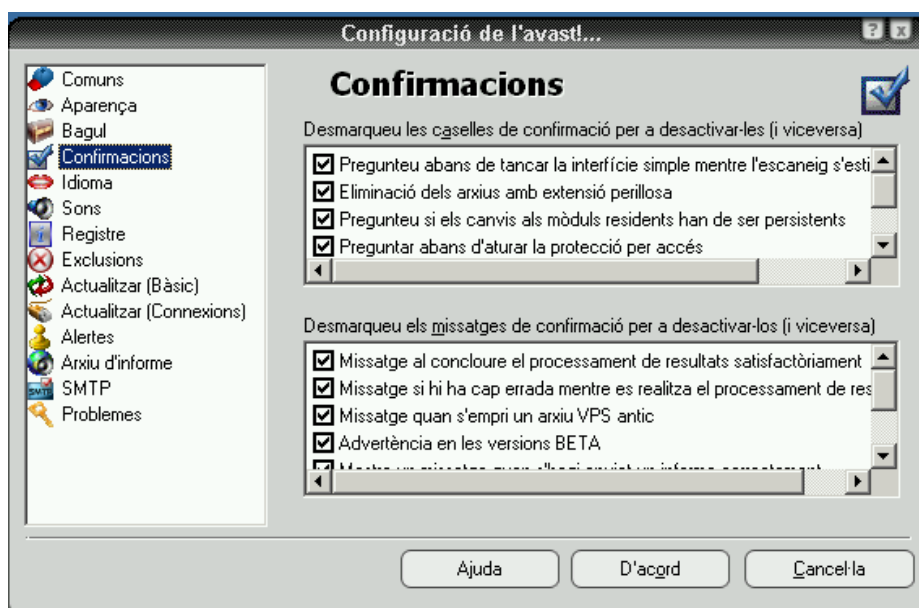 Configuració de l'avast!...
Comuns
Aparença
Bagul
Confirmacions
Idioma
Sons
Registre
Exclusions
Actualitzar (Bàsic)
Actualitzar (Connexions)
Alertes
Arxiu d'informe
SMTP
Problemes
Confirmacions
Desmarqueu les caselles de confirmació per a desactivar-les (i viceversa)
Pregunteu abans de tancar la interfície simple mentre l'escaneig s'esti
Eliminació dels arxius amb extensió perillosa
Pregunteu si els canvis als mòduls residents han de ser persistents
Preguntar abans d'aturar la protecció per accés
Desmarqueu els missatges de confirmació per a desactivar-los (i viceversa)
Missatge al concloure el processament de resultats satisfactòriament
Missatge si hi ha cap errada mentre es realitza el processament de res
Missatge quan s'empri un arxiu VPS antic
Advertència en les versions BETA
Ajuda
D'acord
Cancel·la